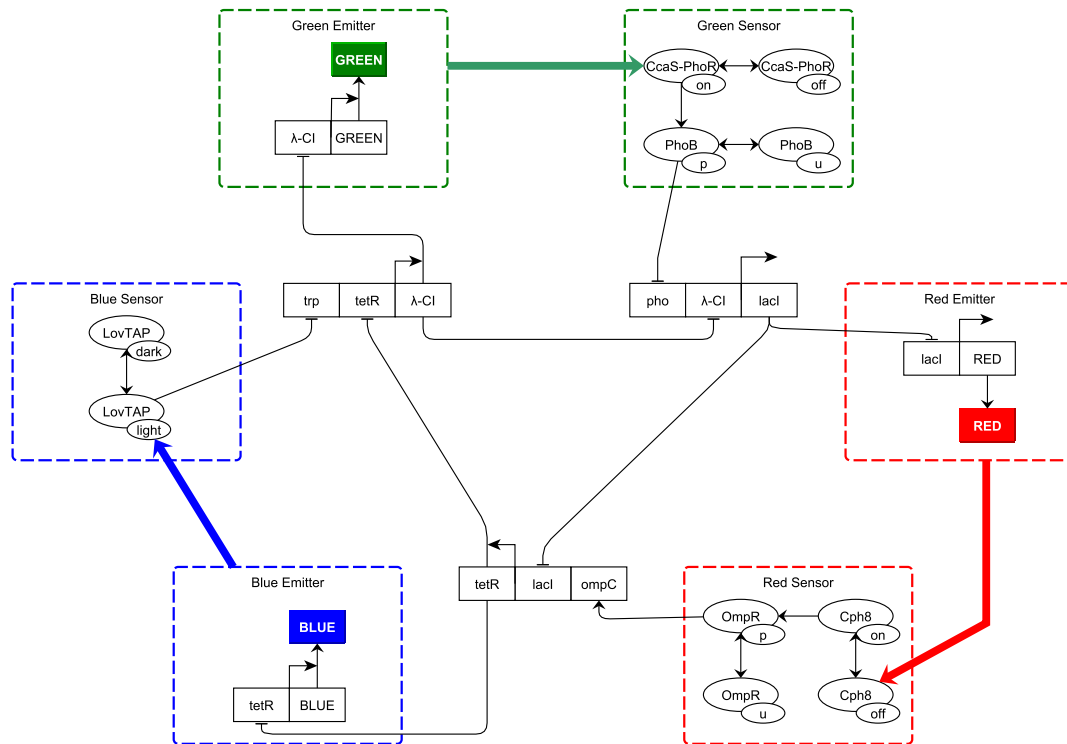 Green Emitter
GREEN
λ-CI
GREEN
Green Sensor
CcaS-PhoR
on
CcaS-PhoR
off
PhoB
p
PhoB
u
Blue Sensor
LovTAP
dark
LovTAP
light
trp
tetR
λ-CI
pho
λ-CI
lacI
Red Emitter
lacI
RED
RED
Blue Emitter
BLUE
tetR
BLUE
tetR
lacI
ompC
Red Sensor
OmpR
p
Cph8
on
OmpR
u
Cph8
off